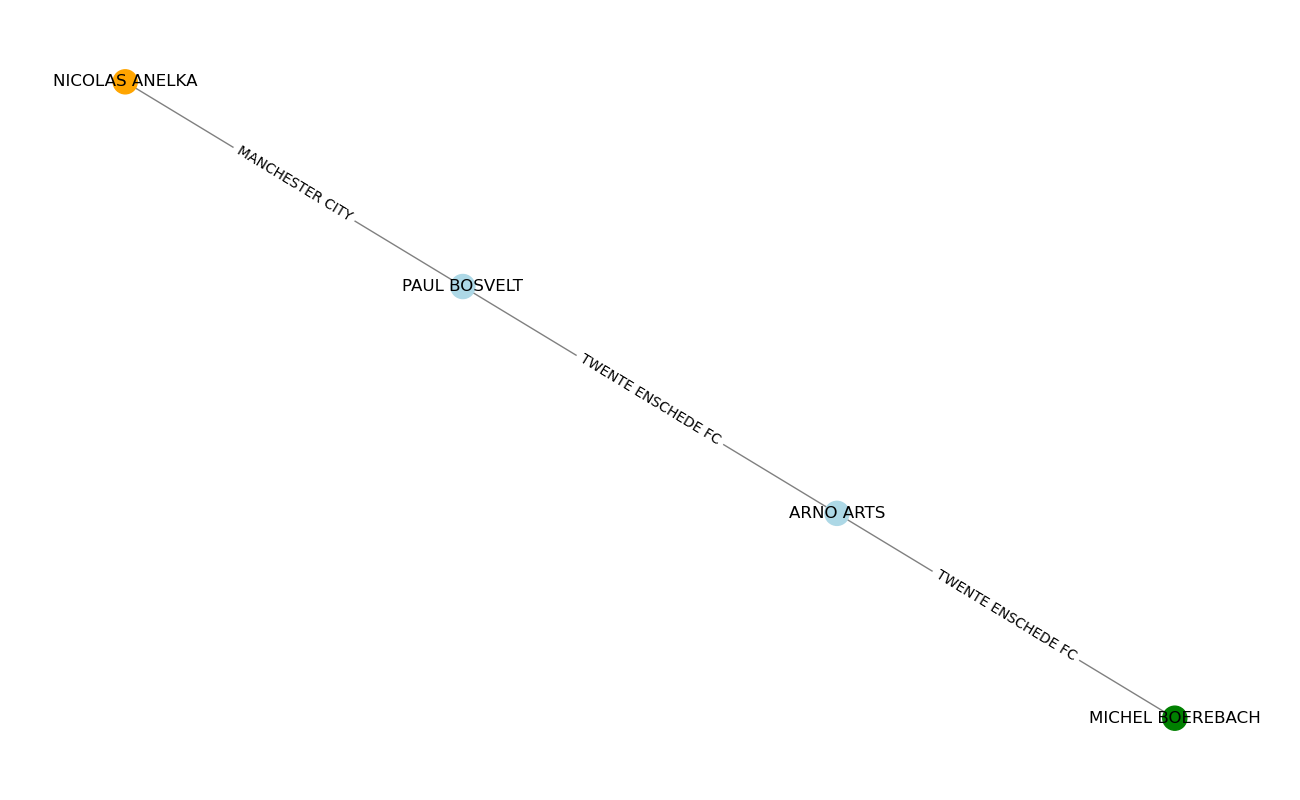 NICOLAS ANELKA
MANCHESTER CITY
PAUL BOSVELT
TWENTE ENSCHEDE FC
ARNO ARTS
TWENTE ENSCHEDE FC
MICHEL BOEREBACH